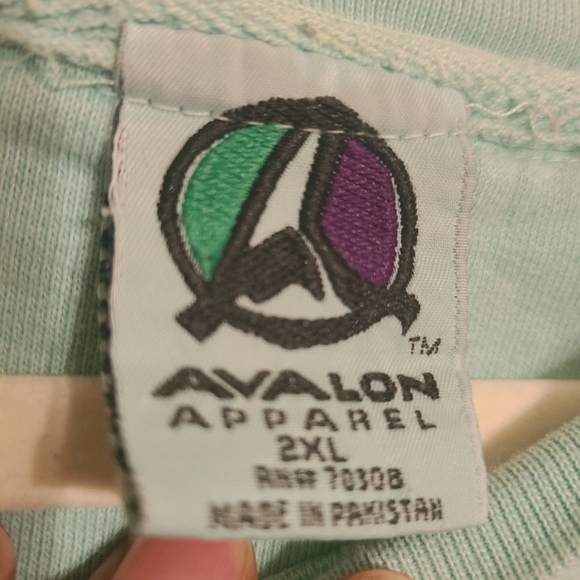 TM
AVALON
APPAREL
2XL
RN# 70308
MADE IN PAKISTAN